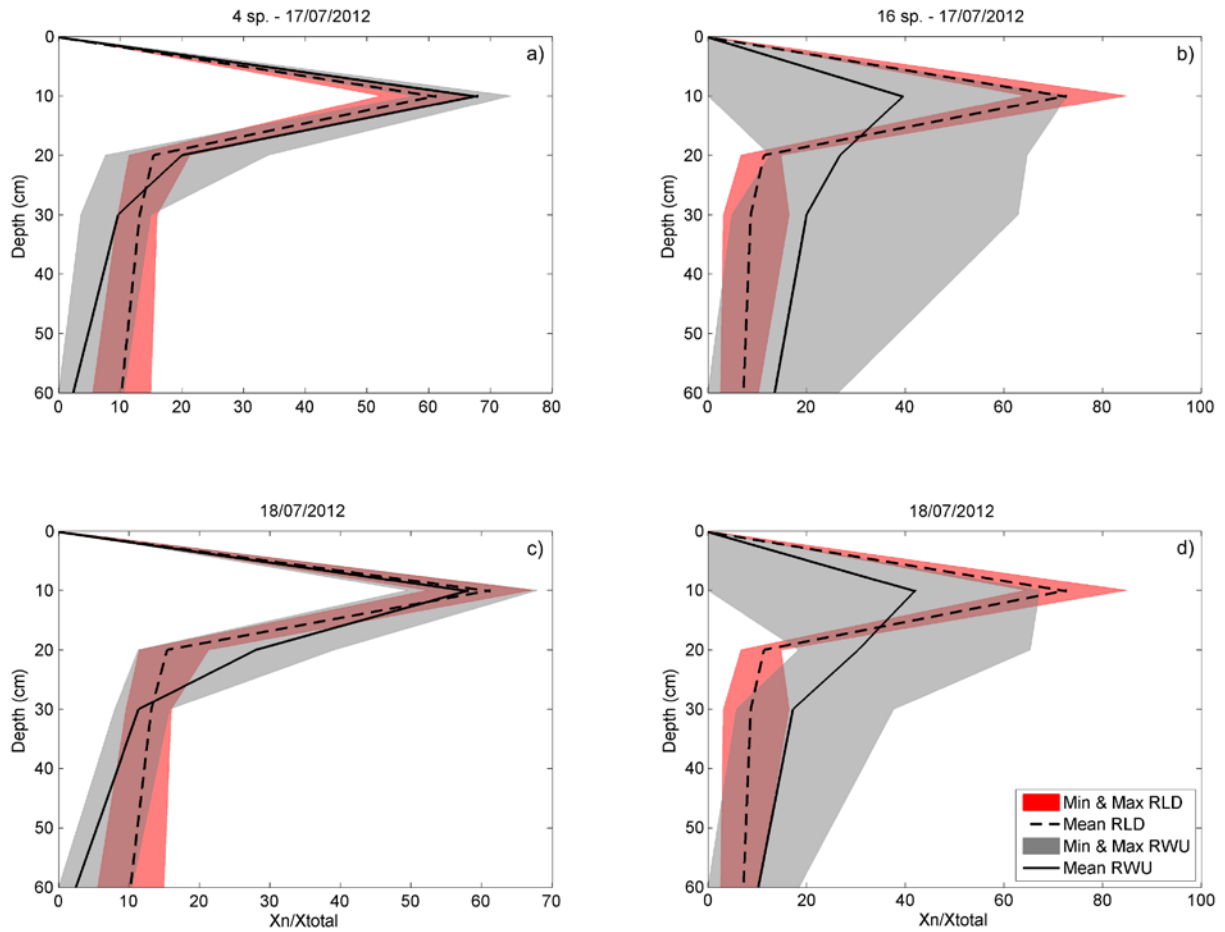 4 sp. - 17/07/2012
a)
0
10
20
30
40
50
60
Depth (cm)
0 10 20 30 40 50 60 70 80
16 sp. - 17/07/2012
b)
0
10
20
30
40
50
60
Depth (cm)
0 20 40 60 80 100
18/07/2012
c)
0
10
20
30
40
50
60
Depth (cm)
0 10 20 30 40 50 60 70
Xn/Xtotal
18/07/2012
d)
0
10
20
30
40
50
60
Depth (cm)
Min & Max RLD
Mean RLD
Min & Max RWU
Mean RWU
0 20 40 60 80 100
Xn/Xtotal